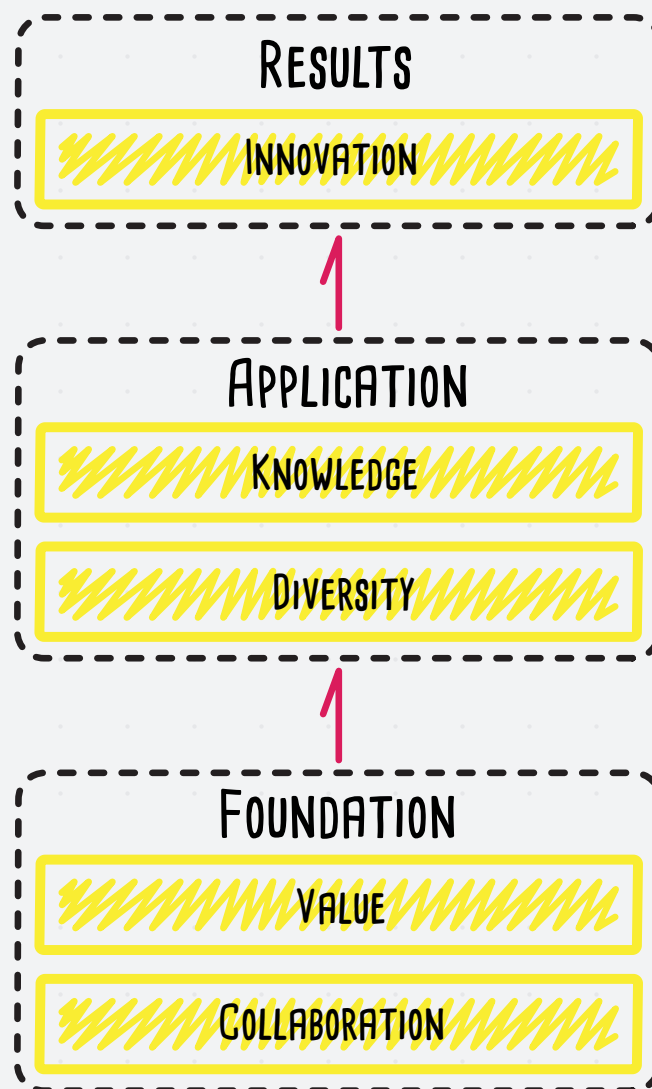 RESULTS
INNOVATION
APPLICATION
KNOWLEDGE
DIVERSITY
FOUNDATION
VALUE
COLLABORATION